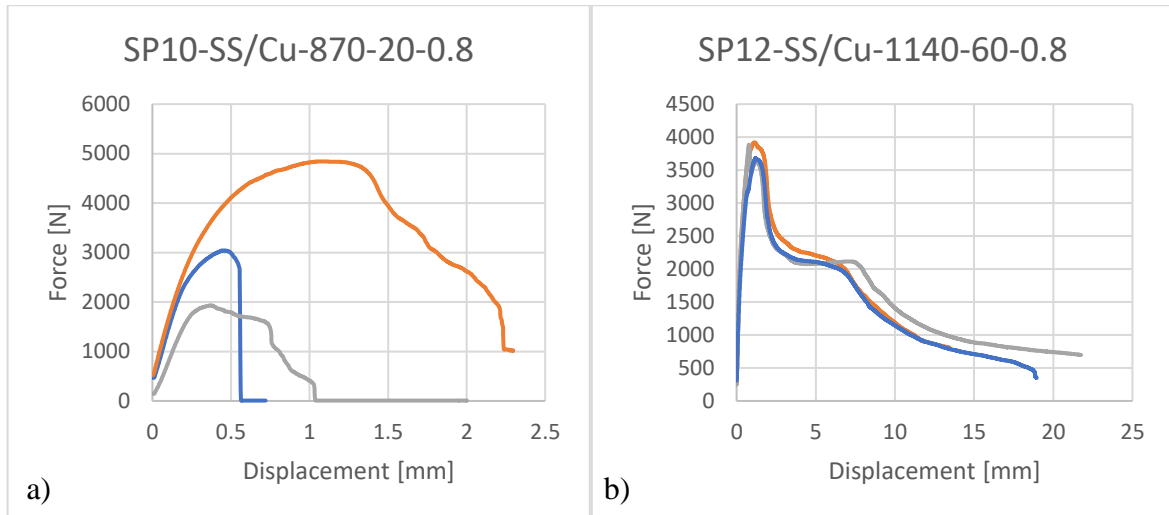 SP10-SS/Cu-870-20-0.8
6000
5000
4000
3000
2000
1000
0
Force [N]
0 0.5 1 1.5 2 2.5
Displacement [mm]
a)
SP12-SS/Cu-1140-60-0.8
4500
4000
3500
3000
2500
2000
1500
1000
500
0
Force [N]
0 5 10 15 20 25
Displacement [mm]
b)